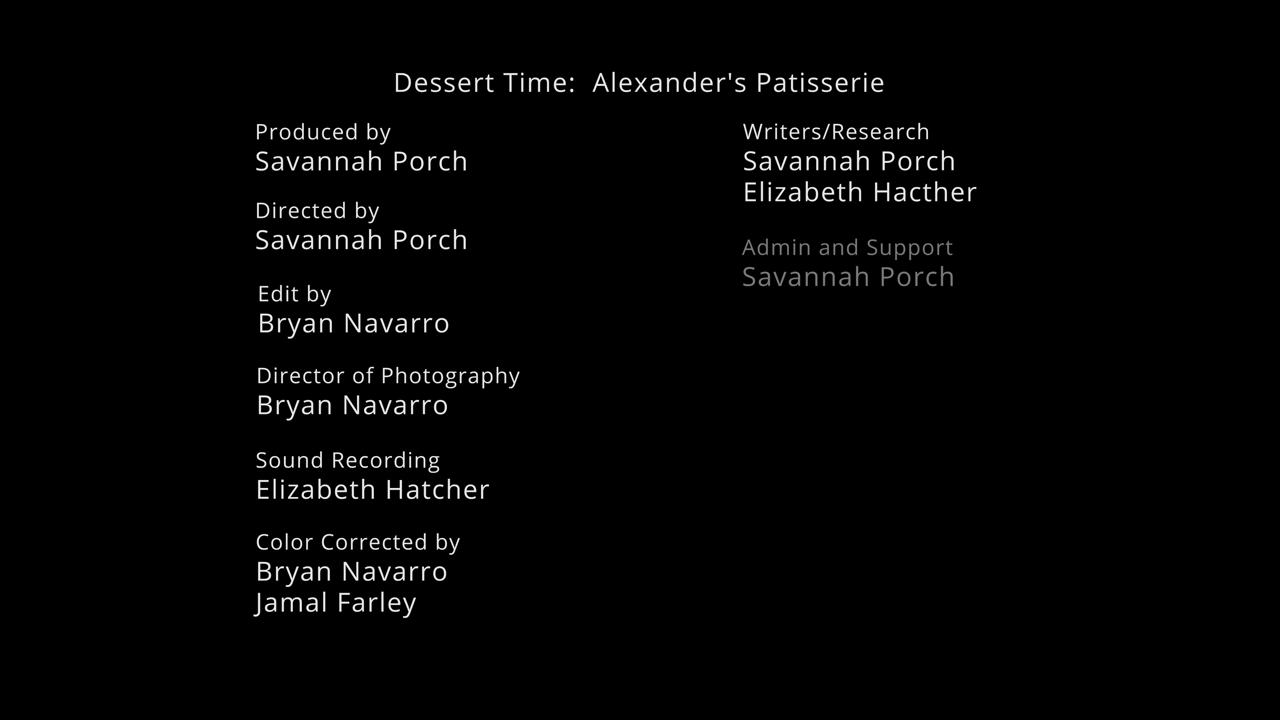 Dessert Time:  Alexander's Patisserie
Produced by
Savannah Porch
Directed by
Savannah Porch
Edit by
Bryan Navarro
Director of Photography
Bryan Navarro
Sound Recording
Elizabeth Hatcher
Color Corrected by
Bryan Navarro
Jamal Farley
Writers/Research
Savannah Porch
Elizabeth Hacther
Admin and Support
Savannah Porch